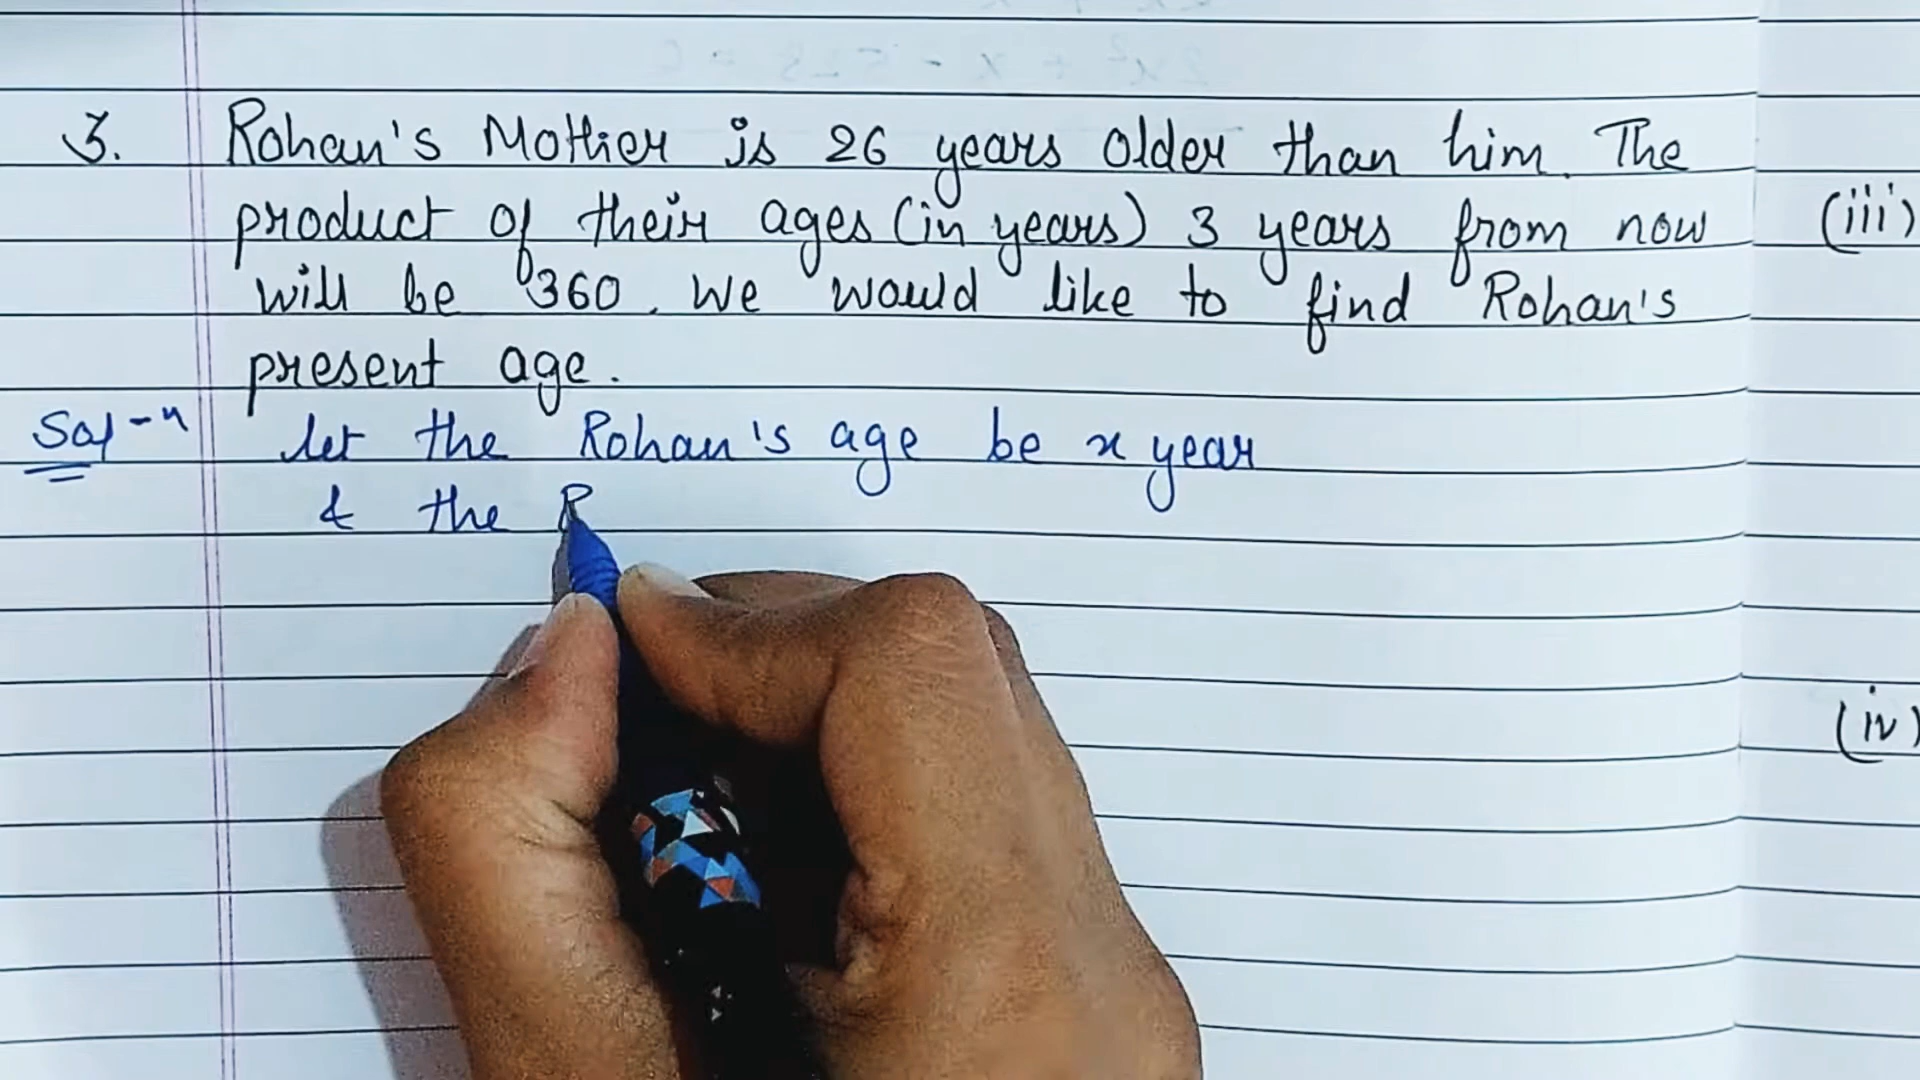 3. Rohan's Mother is 26 years older than him. The
product of their ages (in years) 3 years from now
will be 360. We would like to find Rohan's
present age.
Sol-n let the Rohan's age be x year
& the R
(iii)
(iv)